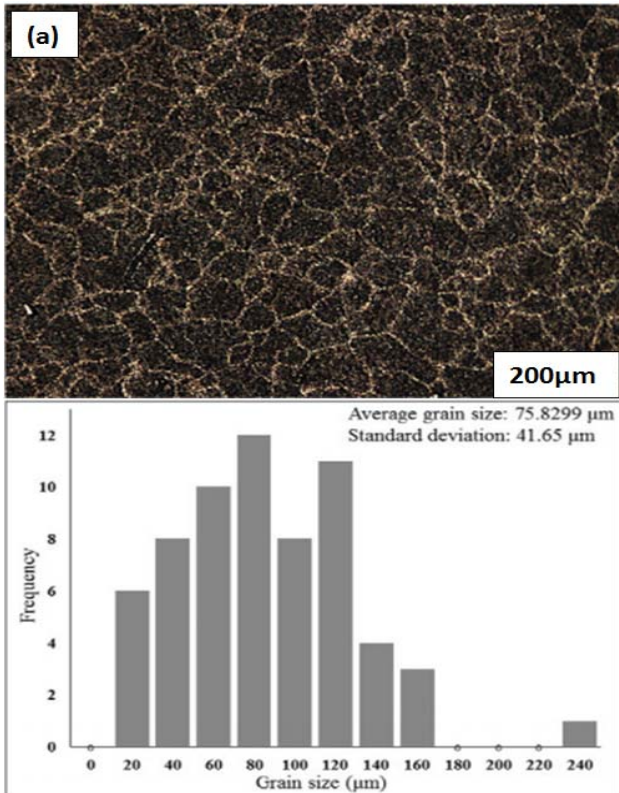 (a)
200μm
Average grain size: 75.8299 μm
Standard deviation: 41.65 μm
12
10
8
6
4
2
0
Frequency
0 20 40 60 80 100 120 140 160 180 200 220 240
Grain size (μm)